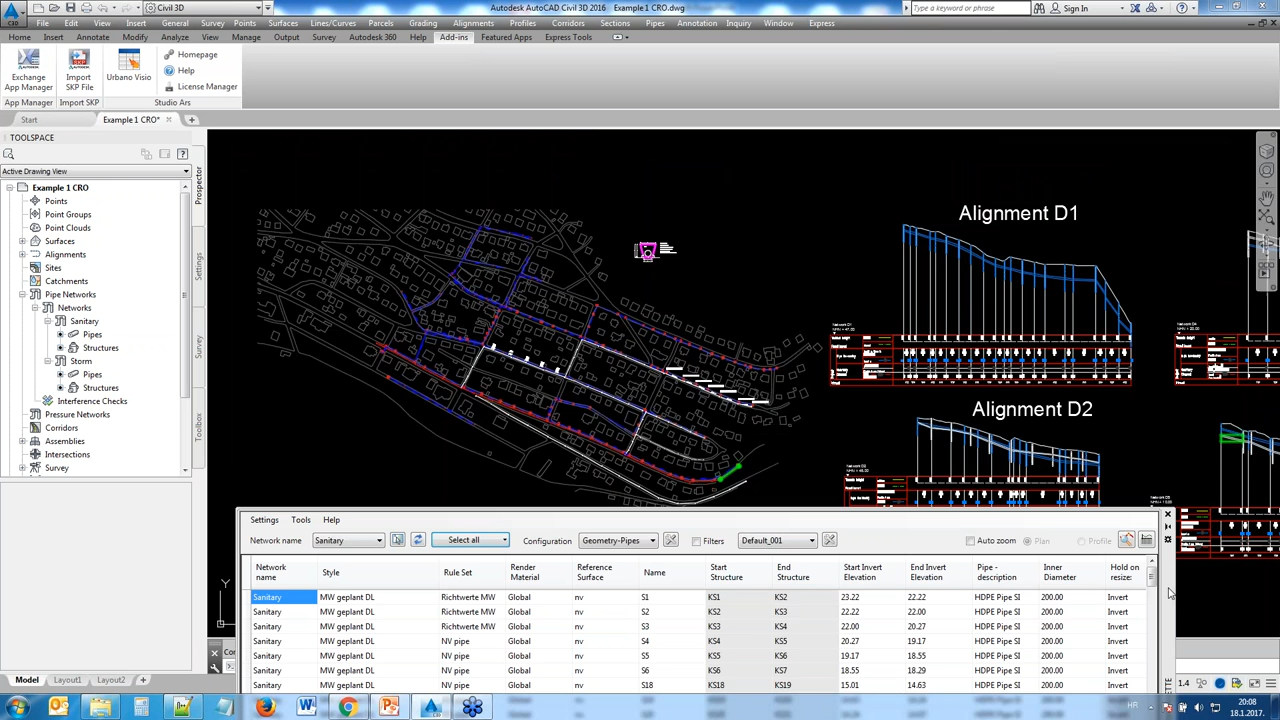 Civil 3D
Autodesk AutoCAD Civil 3D 2016 Example 1 CRO.dwg
Type a keyword or phrase
Sign In
File Edit View Insert General Survey Points Surfaces Lines/Curves Parcels Grading Alignments Profiles Corridors Sections Pipes Annotation Inquiry Window Express
Home Insert Annotate Modify Analyze View Manage Output Survey Autodesk 360 Help Add-ins Featured Apps Express Tools
Exchange App Manager
Import SKP File
Urbano Visio
Homepage
Help
License Manager
App Manager Import SKP Studio Ars
Start Example 1 CRO*
TOOLSPACE
Active Drawing View
Example 1 CRO
Points
Point Groups
Point Clouds
Surfaces
Alignments
Sites
Catchments
Pipe Networks
Networks
Sanitary
Pipes
Structures
Storm
Pipes
Structures
Interference Checks
Pressure Networks
Corridors
Assemblies
Intersections
Survey
Prospector
Settings
Survey
Toolbox
Alignment D1
Alignment D2
Y
Settings Tools Help
Network name Sanitary Select all Configuration Geometry-Pipes Filters Default_001 Auto zoom Plan Profile
Network name Style Rule Set Render Material Reference Surface Name Start Structure End Structure Start Invert Elevation End Invert Elevation Pipe - description Inner Diameter Hold on resize:
Sanitary MW geplant DL Richtwerte MW Global nv S1 KS1 KS2 23.22 22.22 HDPE Pipe SI 200.00 Invert
Sanitary MW geplant DL Richtwerte MW Global nv S2 KS2 KS3 22.22 22.00 HDPE Pipe SI 200.00 Invert
Sanitary MW geplant DL Richtwerte MW Global nv S3 KS3 KS4 22.00 20.27 HDPE Pipe SI 200.00 Invert
Sanitary MW geplant DL NV pipe Global nv S4 KS4 KS5 20.27 19.17 HDPE Pipe SI 200.00 Invert
Sanitary MW geplant DL NV pipe Global nv S5 KS5 KS6 19.17 18.55 HDPE Pipe SI 200.00 Invert
Sanitary MW geplant DL NV pipe Global nv S6 KS6 KS7 18.55 18.29 HDPE Pipe SI 200.00 Invert
Sanitary MW geplant DL NV pipe Global nv S18 KS18 KS19 15.01 14.63 HDPE Pipe SI 200.00 Invert
Model Layout1 Layout2
1.4
HR
20:08
18.1.2017.